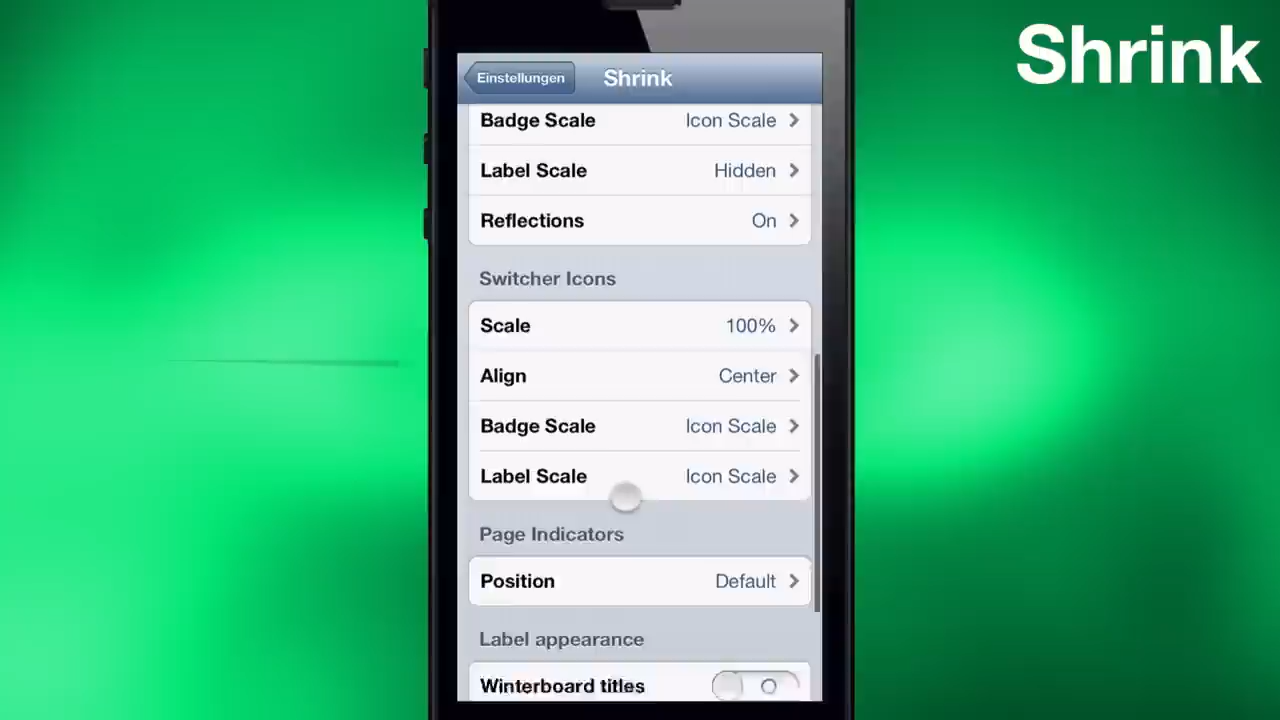 Shrink
Einstellungen
Shrink
Badge Scale Icon Scale
Label Scale Hidden
Reflections On
Switcher Icons
Scale 100%
Align Center
Badge Scale Icon Scale
Label Scale Icon Scale
Page Indicators
Position Default
Label appearance
Winterboard titles